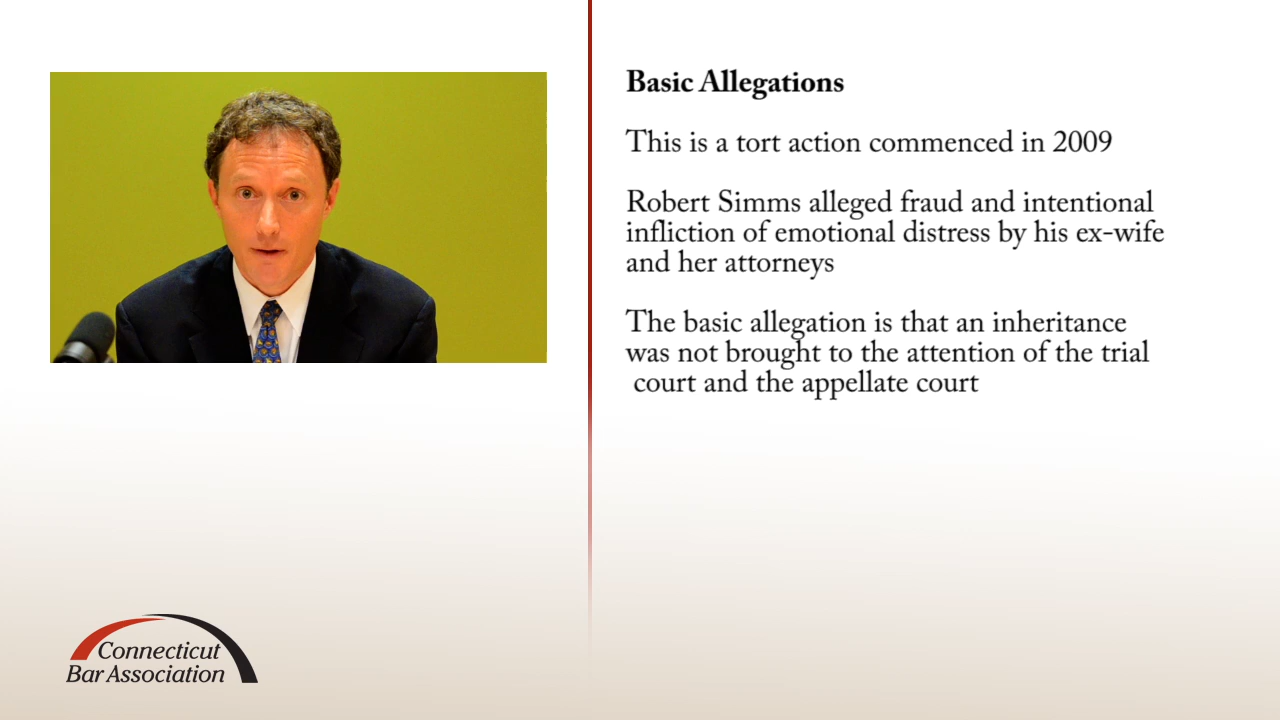 Basic Allegations
This is a tort action commenced in 2009
Robert Simms alleged fraud and intentional
infliction of emotional distress by his ex-wife
and her attorneys
The basic allegation is that an inheritance
was not brought to the attention of the trial
court and the appellate court
Connecticut
Bar Association